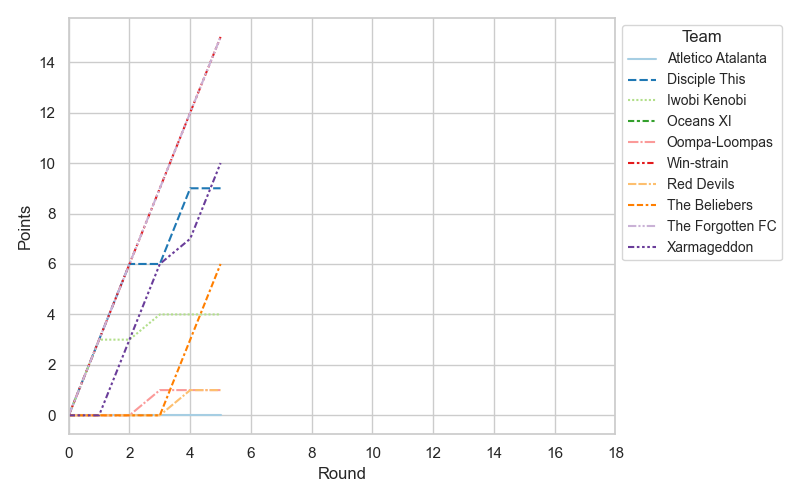 Team
Atletico Atalanta
Disciple This
Iwobi Kenobi
Oceans XI
Oompa-Loompas
Win-strain
Red Devils
The Beliebers
The Forgotten FC
Xarmageddon
Points
14
12
10
8
6
4
2
0
0 2 4 6 8 10 12 14 16 18
Round